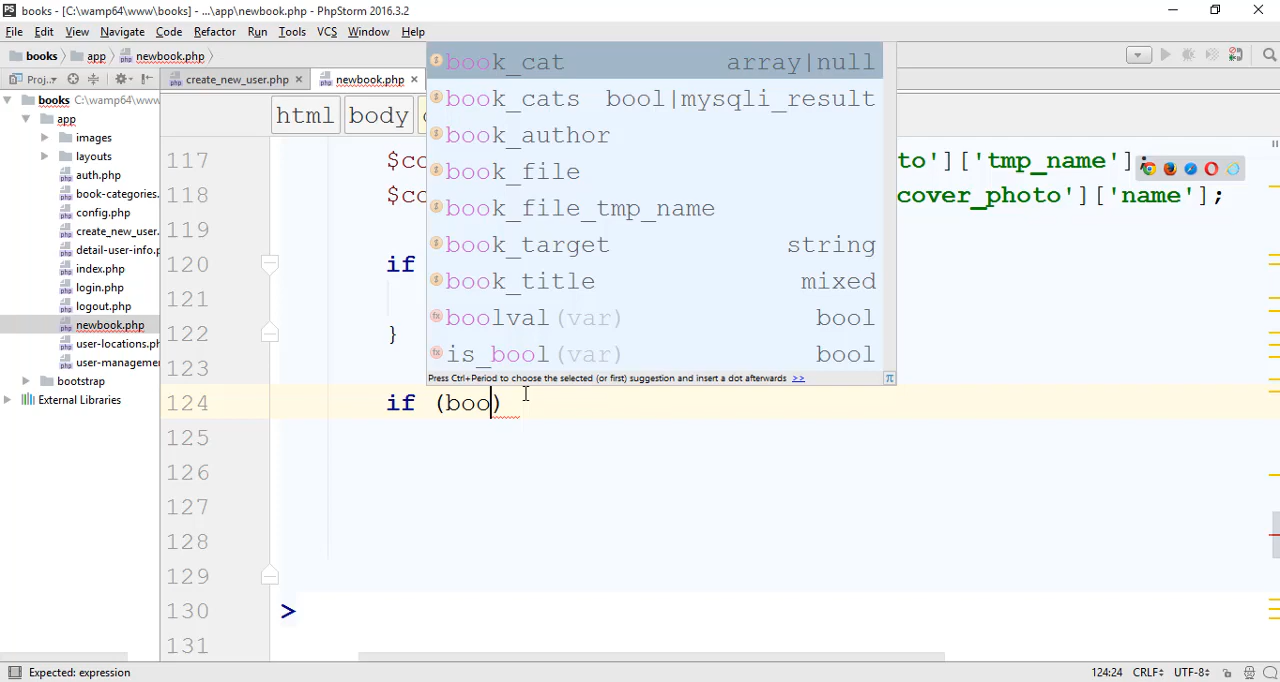 books - [C:\wamp64\www\books] - ...\app\newbook.php - PhpStorm 2016.3.2
File Edit View Navigate Code Refactor Run Tools VCS Window Help
books app newbook.php
Proj..
create_new_user.php newbook.php
html body
books C:\wamp64\www
app
images
layouts
auth.php
book-categories.
config.php
create_new_user.
detail-user-info.p
index.php
login.php
logout.php
newbook.php
user-locations.ph
user-manageme
bootstrap
External Libraries
book_cat array|null
book_cats bool|mysqli_result
book_author
book_file
book_file_tmp_name
book_target string
book_title mixed
boolval(var) bool
is_bool(var) bool
Press Ctrl+Period to choose the selected (or first) suggestion and insert a dot afterwards >>
117 $co to']['tmp_name'];
118 $co cover_photo']['name'];
119
120 if
121
122 }
123
124 if (boo)
125
126
127
128
129
130 >
131
Expected: expression 124:24 CRLF UTF-8